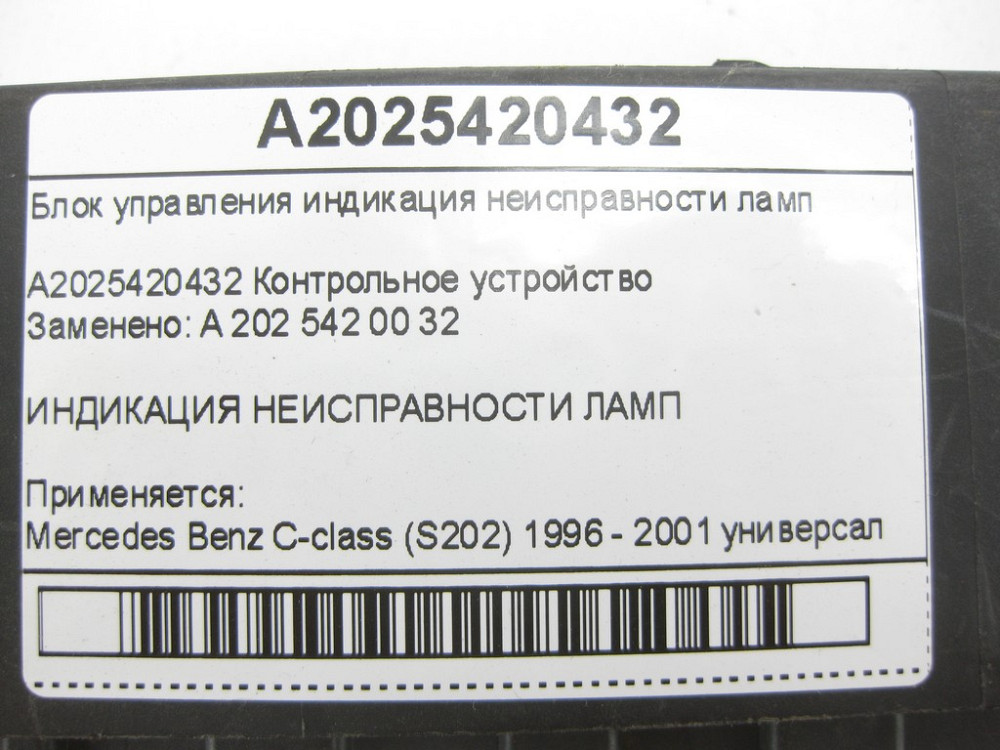 A2025420432
Блок управления индикация неисправности ламп
A2025420432 Контрольное устройство
Заменено: A 202 542 00 32
ИНДИКАЦИЯ НЕИСПРАВНОСТИ ЛАМП
Применяется:
Mercedes Benz C-class (S202) 1996 - 2001 универсал